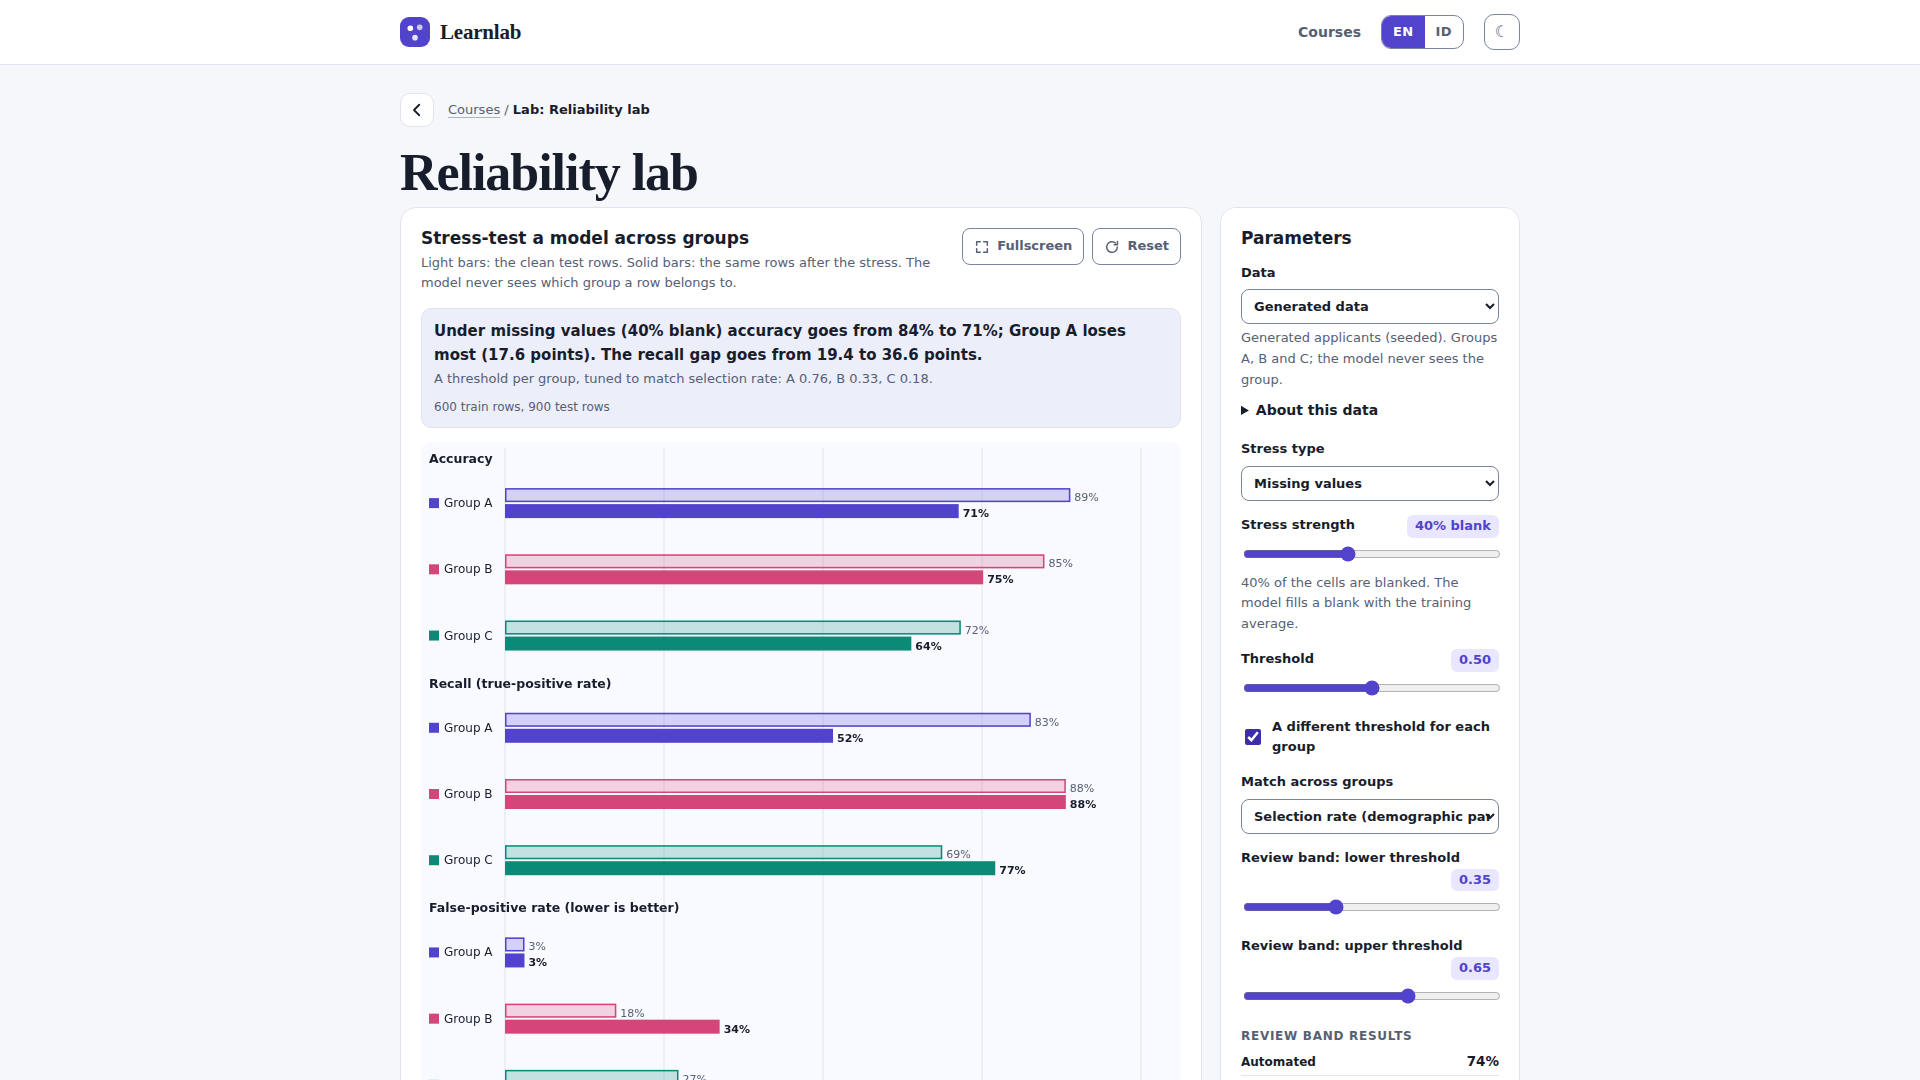 Learnlab
Courses
EN
ID
Courses / Lab: Reliability lab
Reliability lab
Stress-test a model across groups
Light bars: the clean test rows. Solid bars: the same rows after the stress. The
model never sees which group a row belongs to.
Fullscreen
Reset
Under missing values (40% blank) accuracy goes from 84% to 71%; Group A loses
most (17.6 points). The recall gap goes from 19.4 to 36.6 points.
A threshold per group, tuned to match selection rate: A 0.76, B 0.33, C 0.18.
600 train rows, 900 test rows
Accuracy
Group A
89%
71%
Group B
85%
75%
Group C
72%
64%
Recall (true-positive rate)
Group A
83%
52%
Group B
88%
88%
Group C
69%
77%
False-positive rate (lower is better)
Group A
3%
3%
Group B
18%
34%
27%
Parameters
Data
Generated data
Generated applicants (seeded). Groups
A, B and C; the model never sees the
group.
About this data
Stress type
Missing values
Stress strength
40% blank
40% of the cells are blanked. The
model fills a blank with the training
average.
Threshold
0.50
A different threshold for each
group
Match across groups
Selection rate (demographic
Review band: lower threshold
0.35
Review band: upper threshold
0.65
REVIEW BAND RESULTS
Automated
74%